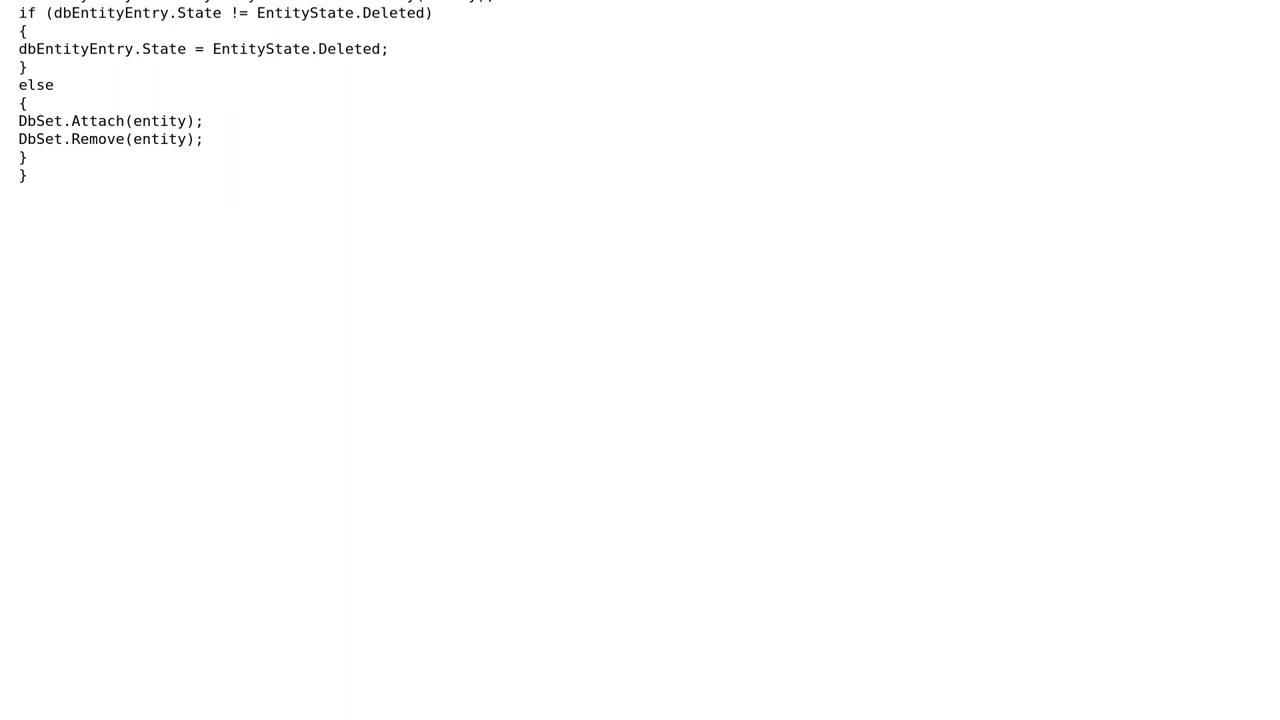 if (dbEntityEntry.State != EntityState.Deleted)
{
dbEntityEntry.State = EntityState.Deleted;
}
else
{
DbSet.Attach(entity);
DbSet.Remove(entity);
}
}